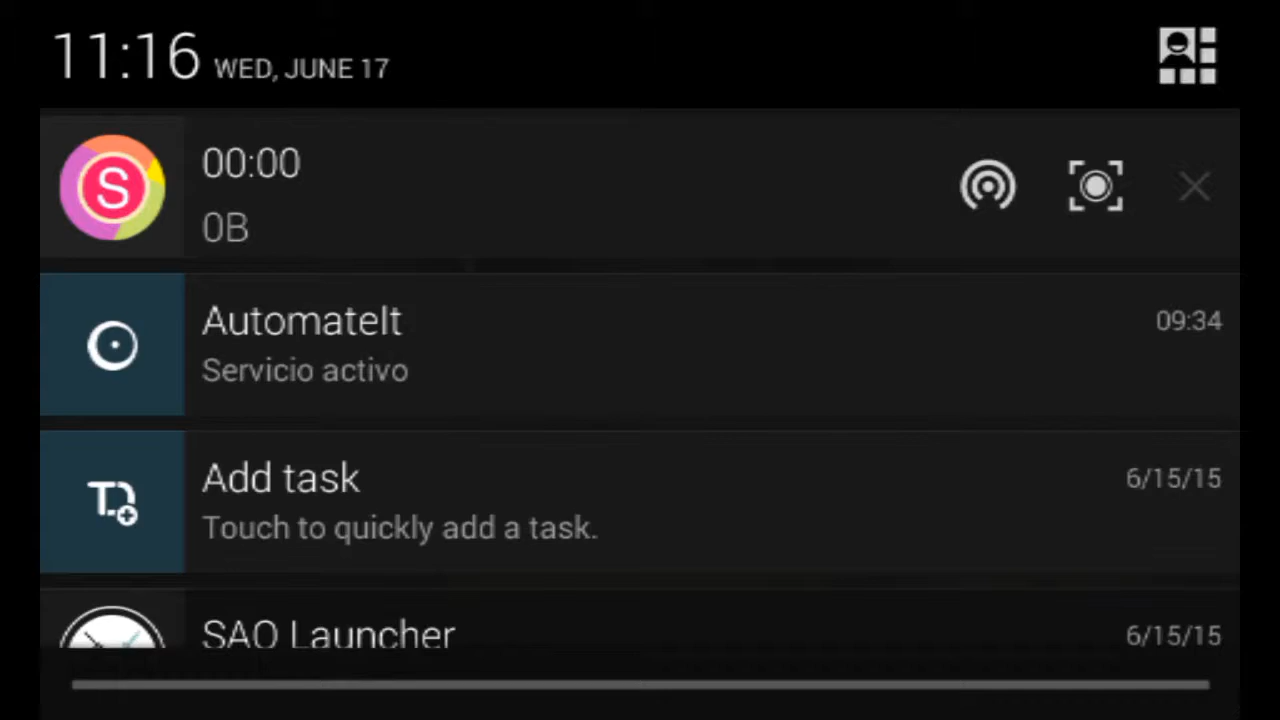 11:16 WED, JUNE 17
S
00:00
0B
AutomateIt
09:34
Servicio activo
Add task
6/15/15
Touch to quickly add a task.
SAO Launcher
6/15/15